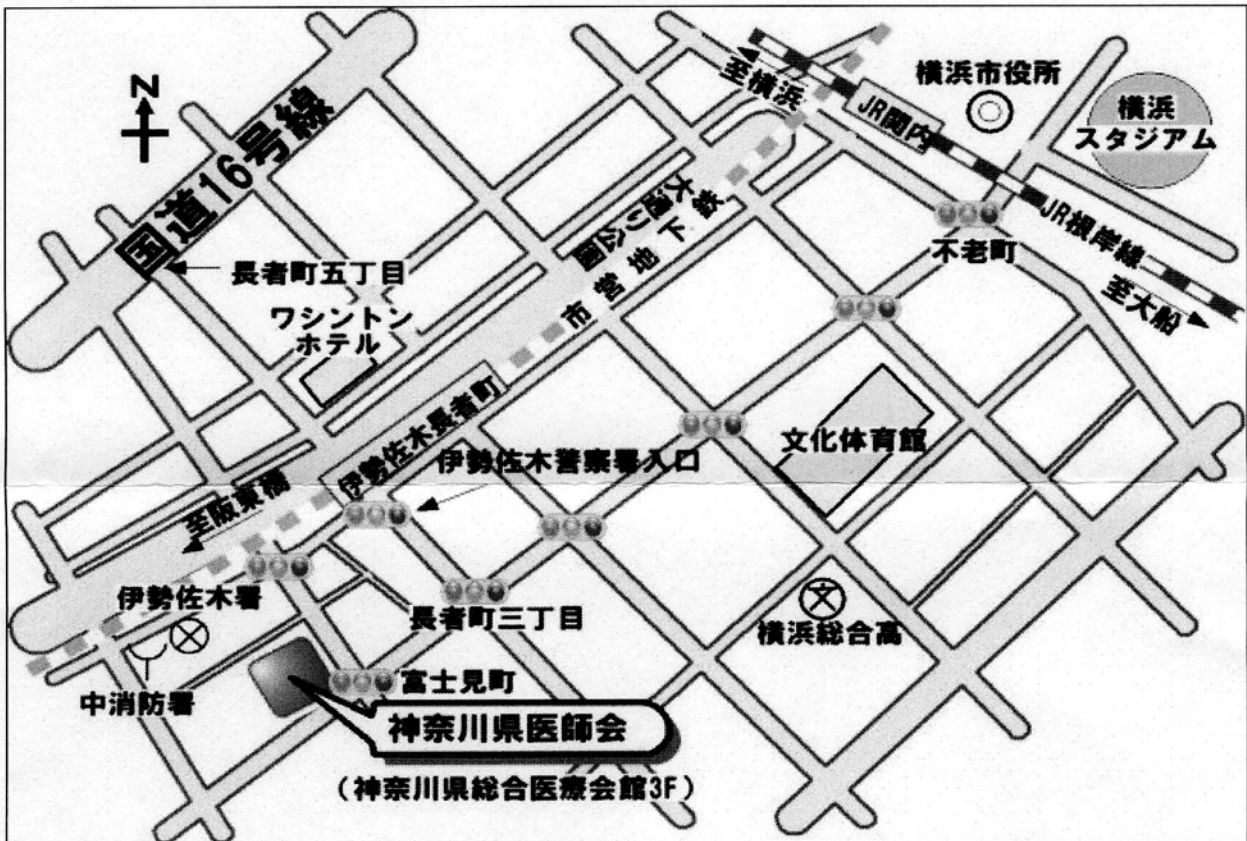 N
国道16号線
至横浜
JR関内
横浜市役所
横浜
スタジアム
大通り公園
市営地下鉄
JR根岸線
至大船
不老町
長者町五丁目
ワシントン
ホテル
伊勢佐木長者町
伊勢佐木警察署入口
文化体育館
至阪東橋
伊勢佐木署
長者町三丁目
文
横浜総合高
中消防署
富士見町
神奈川県医師会
(神奈川県総合医療会館3F)